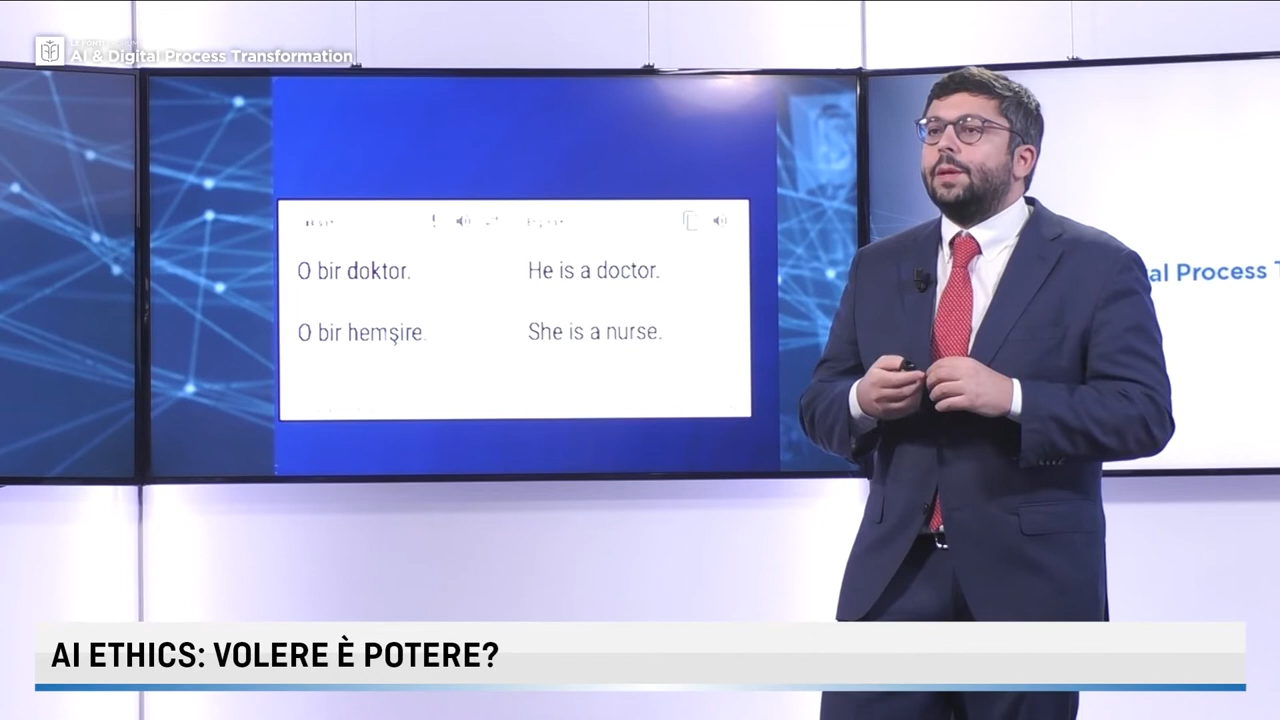 AI & Digital Process Transformation
O bir doktor.
He is a doctor.
O bir hemşire.
She is a nurse.
al Process T
AI ETHICS: VOLERE È POTERE?